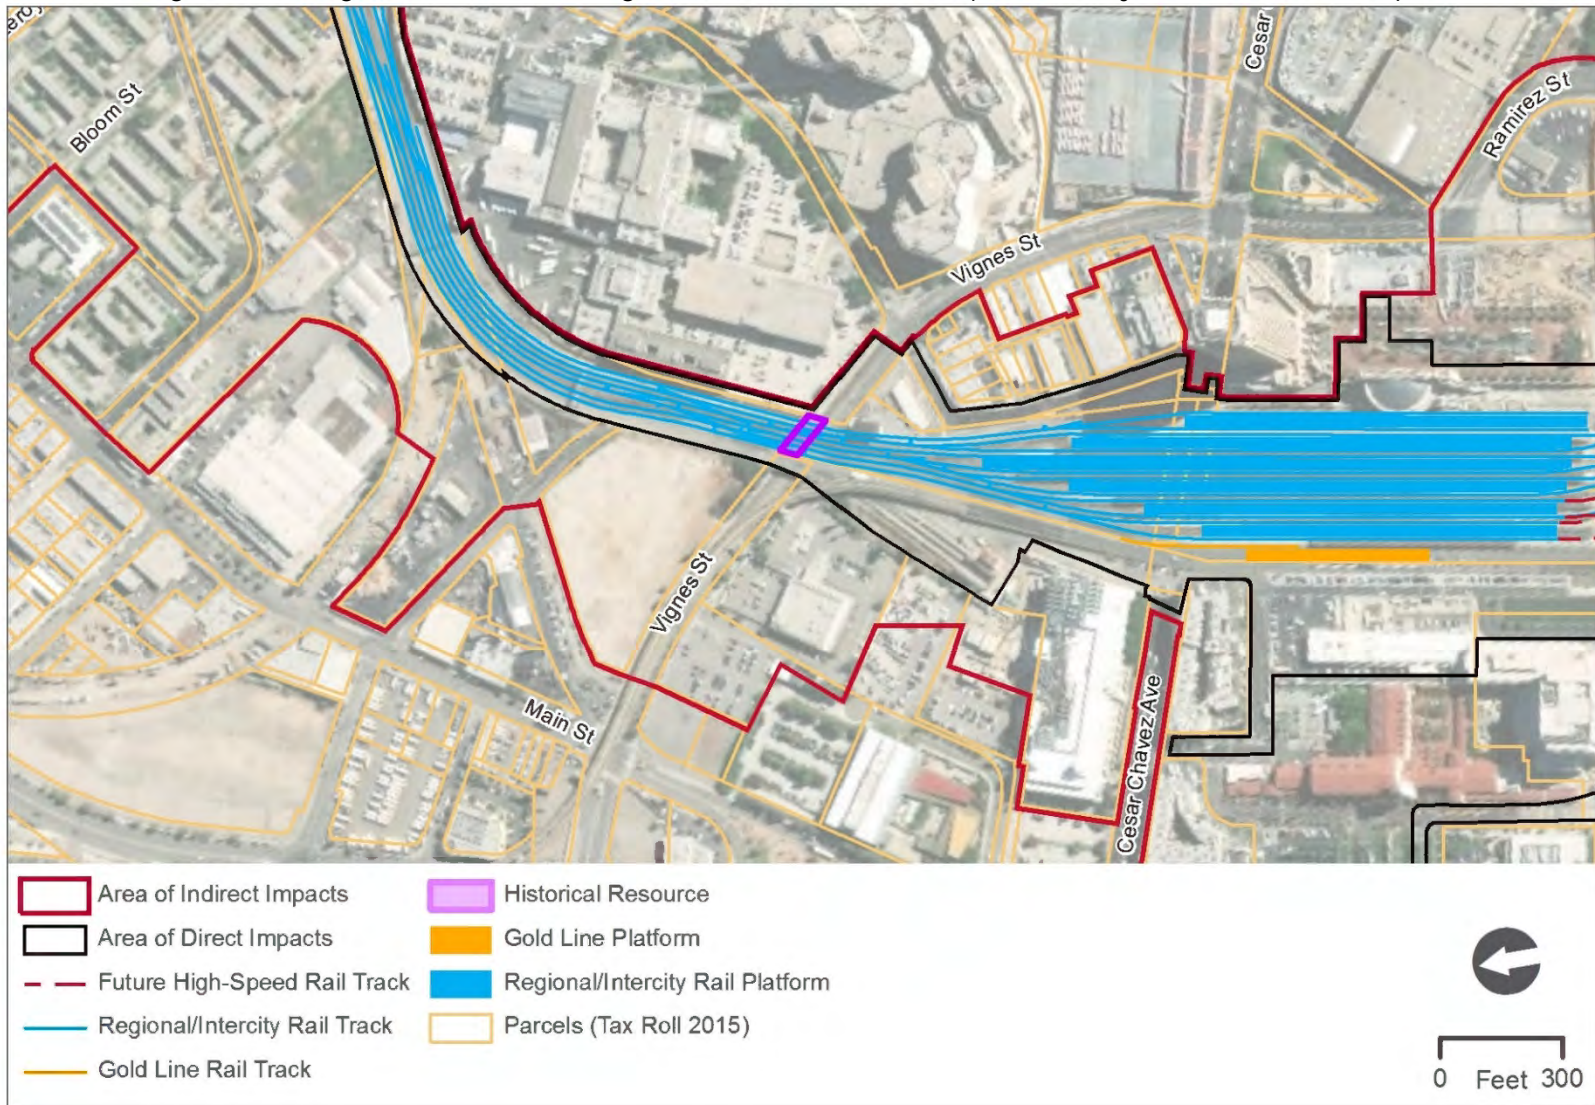 Bloom St
Cesar
Ramirez St
Vignes St
Vignes St
Main St
Cesar Chavez Ave
Area of Indirect Impacts
Area of Direct Impacts
Future High-Speed Rail Track
Regional/Intercity Rail Track
Gold Line Rail Track
Historical Resource
Gold Line Platform
Regional/Intercity Rail Platform
Parcels (Tax Roll 2015)
0 Feet 300